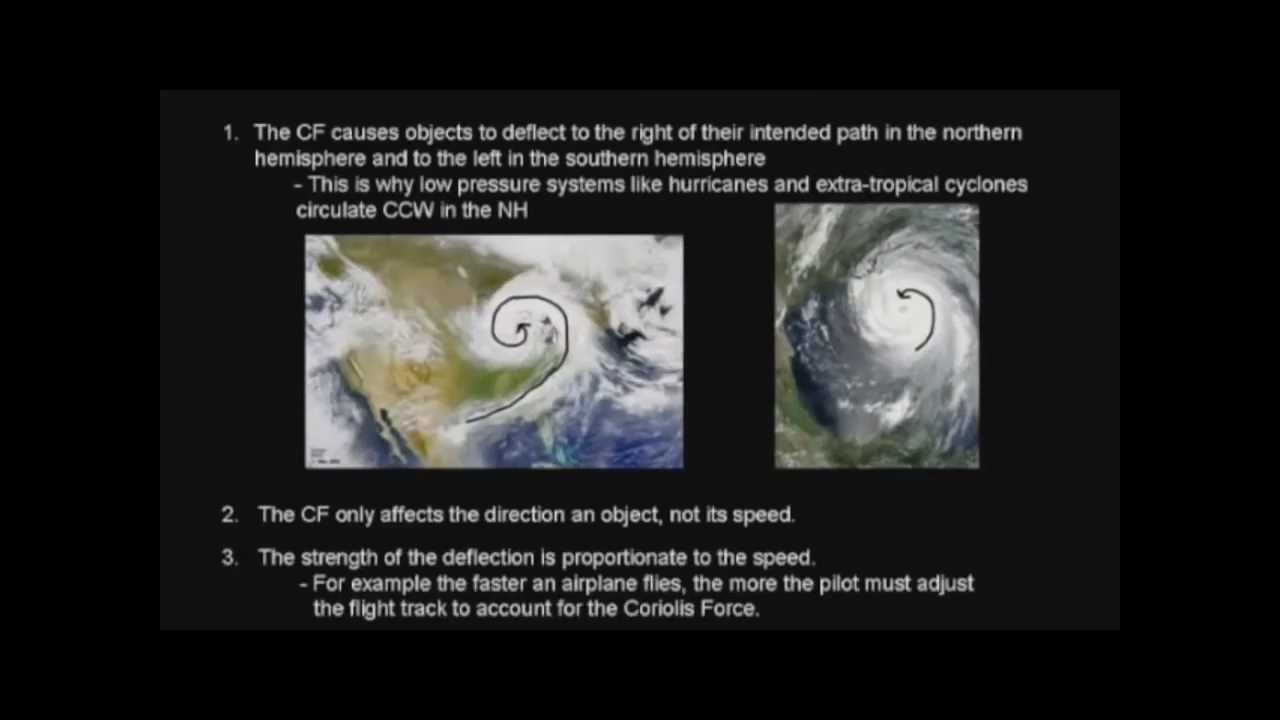 1. The CF causes objects to deflect to the right of their intended path in the northern
hemisphere and to the left in the southern hemisphere
- This is why low pressure systems like hurricanes and extra-tropical cyclones
circulate CCW in the NH
2. The CF only affects the direction an object, not its speed.
3. The strength of the deflection is proportionate to the speed.
- For example the faster an airplane flies, the more the pilot must adjust
the flight track to account for the Coriolis Force.